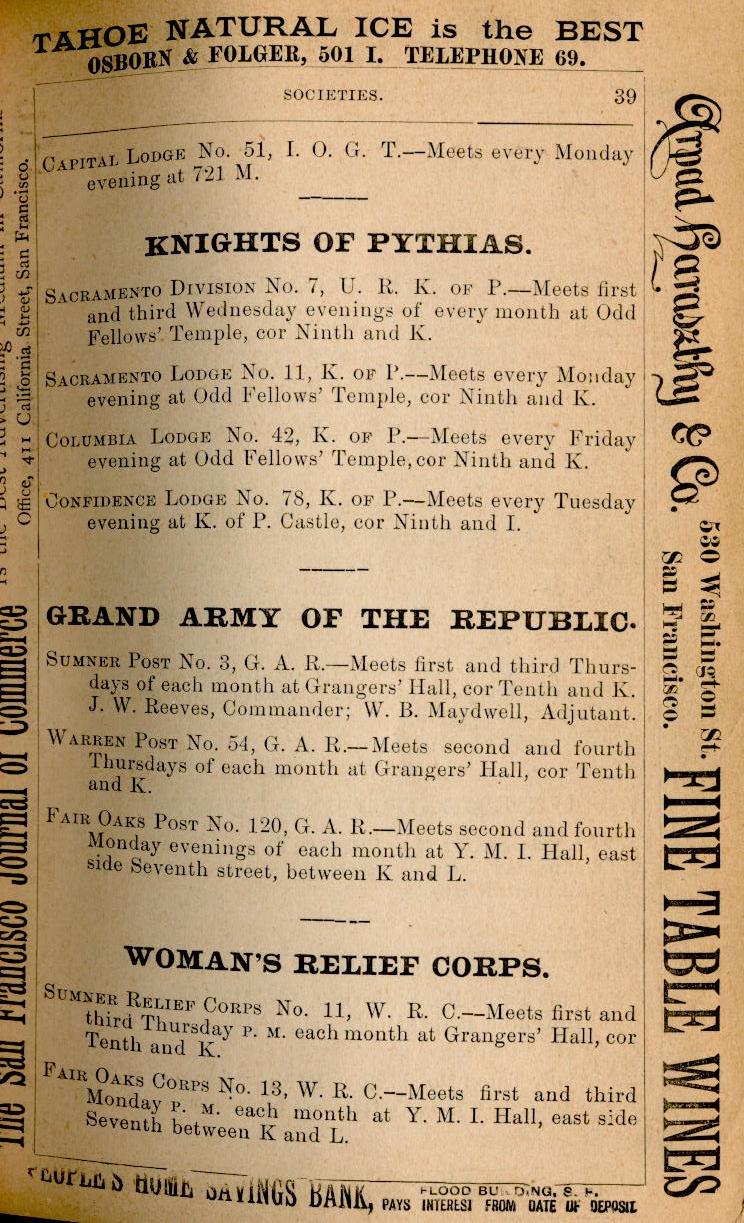 TAHOE NATURAL ICE is the BEST
OSBORN & FOLGER, 501 I. TELEPHONE 69.
SOCIETIES. 39
CAPITAL LODGE No. 51, I. O. G. T.—Meets every Monday
evening at 721 M.
KNIGHTS OF PYTHIAS.
SACRAMENTO DIVISION No. 7, U. R. K. OF P.—Meets first
and third Wednesday evenings of every month at Odd
Fellows' Temple, cor Ninth and K.
SACRAMENTO LODGE No. 11, K. OF P.—Meets every Monday
evening at Odd Fellows' Temple, cor Ninth and K.
COLUMBIA LODGE No. 42, K. OF P.—Meets every Friday
evening at Odd Fellows' Temple, cor Ninth and K.
CONFIDENCE LODGE No. 78, K. OF P.—Meets every Tuesday
evening at K. of P. Castle, cor Ninth and I.
GRAND ARMY OF THE REPUBLIC.
SUMNER POST No. 3, G. A. R.—Meets first and third Thurs-
days of each month at Grangers' Hall, cor Tenth and K.
J. W. Reeves, Commander; W. B. Maydwell, Adjutant.
WARREN POST No. 54, G. A. R.—Meets second and fourth
Thursdays of each month at Grangers' Hall, cor Tenth
and K.
FAIR OAKS POST No. 120, G. A. R.—Meets second and fourth
Monday evenings of each month at Y. M. I. Hall, east
side Seventh street, between K and L.
WOMAN'S RELIEF CORPS.
SUMNER RELIEF CORPS No. 11, W. R. C.—Meets first and
third Thursday P. M. each month at Grangers' Hall, cor
Tenth and K.
FAIR OAKS CORPS No. 13, W. R. C.—Meets first and third
Monday P. M. each month at Y. M. I. Hall, east side
Seventh between K and L.
PEOPLE'S HOME SAVINGS BANK,
FLOOD BUILDING, S. F.
PAYS INTEREST FROM DATE OF DEPOSIT
The San Francisco Journal of Commerce
is the Best Advertising Medium in California
Office, 411 California Street, San Francisco.
Arpad Haraszthy & Co.
530 Washington St.
San Francisco.
FINE TABLE WINES